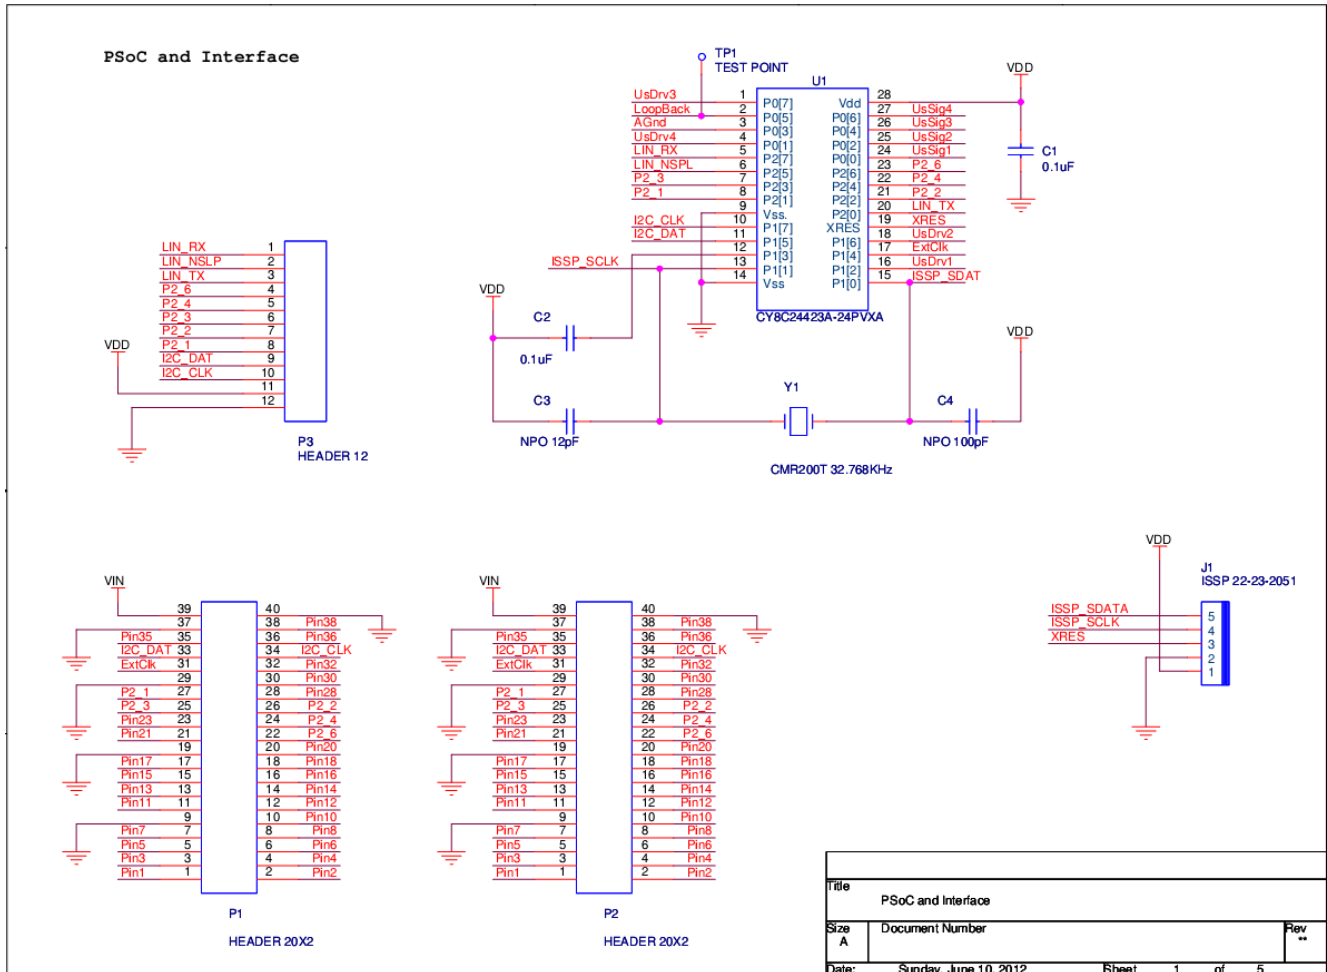 PSoC and Interface
TP1
TEST POINT
U1
VDD
UsDrv3 1 P0[7] Vdd 28
LoopBack 2 P0[5] P0[6] 27 UsSig4
AGnd 3 P0[3] P0[4] 26 UsSig3
UsDrv4 4 P0[1] P0[2] 25 UsSig2
LIN_RX 5 P2[7] P0[0] 24 UsSig1
LIN_NSPL 6 P2[5] P2[6] 23 P2_6
P2_3 7 P2[3] P2[4] 22 P2_4
P2_1 8 P2[1] P2[2] 21 P2_2
9 Vss. P2[0] 20 LIN_TX
I2C_CLK 10 P1[7] XRES 19 XRES
I2C_DAT 11 P1[5] P1[6] 18 UsDrv2
12 P1[3] P1[4] 17 ExtClk
ISSP_SCLK 13 P1[1] P1[2] 16 UsDrv1
14 Vss P1[0] 15 ISSP_SDAT
CY8C24423A-24PVXA
C1
0.1uF
LIN_RX 1
LIN_NSLP 2
LIN_TX 3
P2_6 4
P2_4 5
P2_3 6
P2_2 7
P2_1 8
I2C_DAT 9
I2C_CLK 10
11
12
VDD
P3
HEADER 12
VDD
C2
0.1uF
C3
NPO 12pF
Y1
CMR200T 32.768KHz
C4
NPO 100pF
VDD
VIN
39 40
37 38 Pin38
Pin35 35 36 Pin36
I2C_DAT 33 34 I2C_CLK
ExtClk 31 32 Pin32
29 30 Pin30
P2_1 27 28 Pin28
P2_3 25 26 P2_2
Pin23 23 24 P2_4
Pin21 21 22 P2_6
19 20 Pin20
Pin17 17 18 Pin18
Pin15 15 16 Pin16
Pin13 13 14 Pin14
Pin11 11 12 Pin12
9 10 Pin10
Pin7 7 8 Pin8
Pin5 5 6 Pin6
Pin3 3 4 Pin4
Pin1 1 2 Pin2
P1
HEADER 20X2
VIN
39 40
37 38 Pin38
Pin35 35 36 Pin36
I2C_DAT 33 34 I2C_CLK
ExtClk 31 32 Pin32
29 30 Pin30
P2_1 27 28 Pin28
P2_3 25 26 P2_2
Pin23 23 24 P2_4
Pin21 21 22 P2_6
19 20 Pin20
Pin17 17 18 Pin18
Pin15 15 16 Pin16
Pin13 13 14 Pin14
Pin11 11 12 Pin12
9 10 Pin10
Pin7 7 8 Pin8
Pin5 5 6 Pin6
Pin3 3 4 Pin4
Pin1 1 2 Pin2
P2
HEADER 20X2
VDD
J1
ISSP 22-23-2051
ISSP_SDATA 5
ISSP_SCLK 4
XRES 3
2
1
Title
PSoC and Interface
Size Document Number Rev
A **
Date: Sunday, June 10, 2012 Sheet 1 of 5